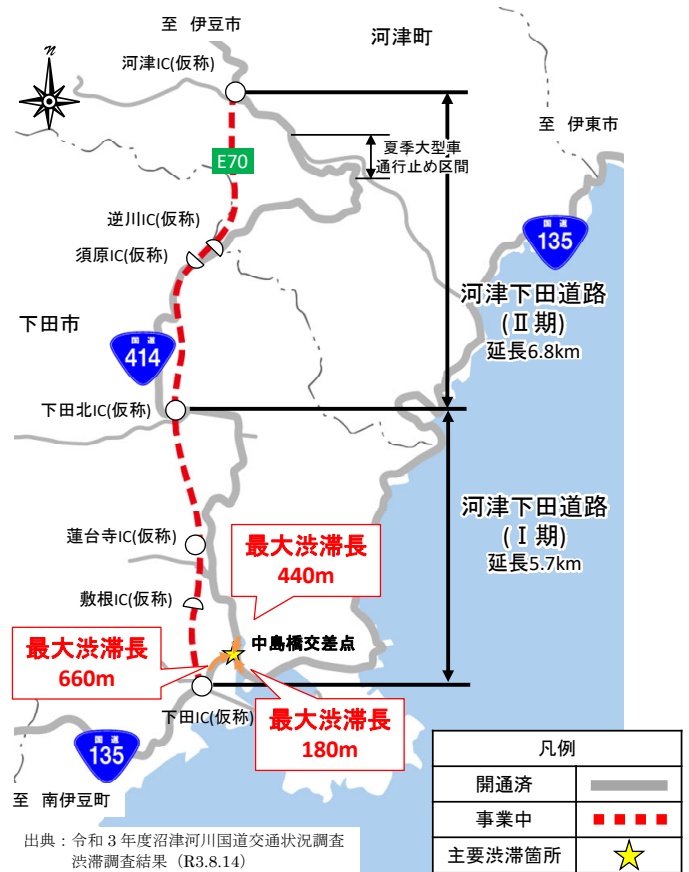 至 伊豆市
河津町
河津IC(仮称)
N
至 伊東市
夏季大型車
通行止め区間
E70
国道
135
逆川IC(仮称)
須原IC(仮称)
河津下田道路
(Ⅱ期)
延長6.8km
下田市
国道
414
下田北IC(仮称)
河津下田道路
(Ⅰ期)
延長5.7km
蓮台寺IC(仮称)
最大渋滞長
440m
敷根IC(仮称)
中島橋交差点
最大渋滞長
660m
下田IC(仮称)
最大渋滞長
180m
国道
135
至 南伊豆町
凡例
開通済
事業中
主要渋滞箇所
出典：令和３年度沼津河川国道交通状況調査
渋滞調査結果（R3.8.14）